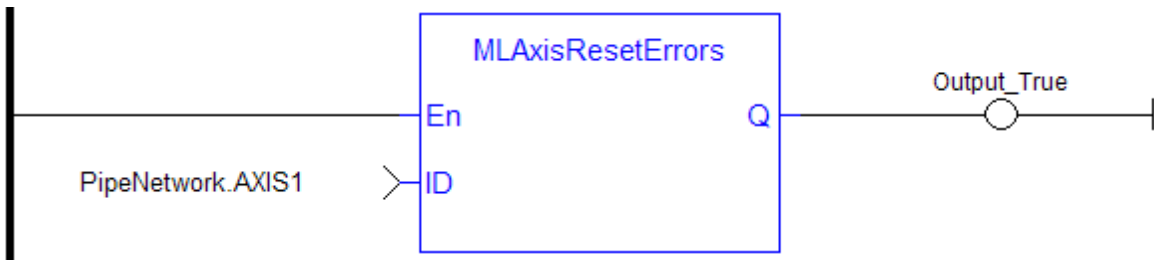 MLAxisResetErrors
Output_True
En
Q
PipeNetwork.AXIS1
ID